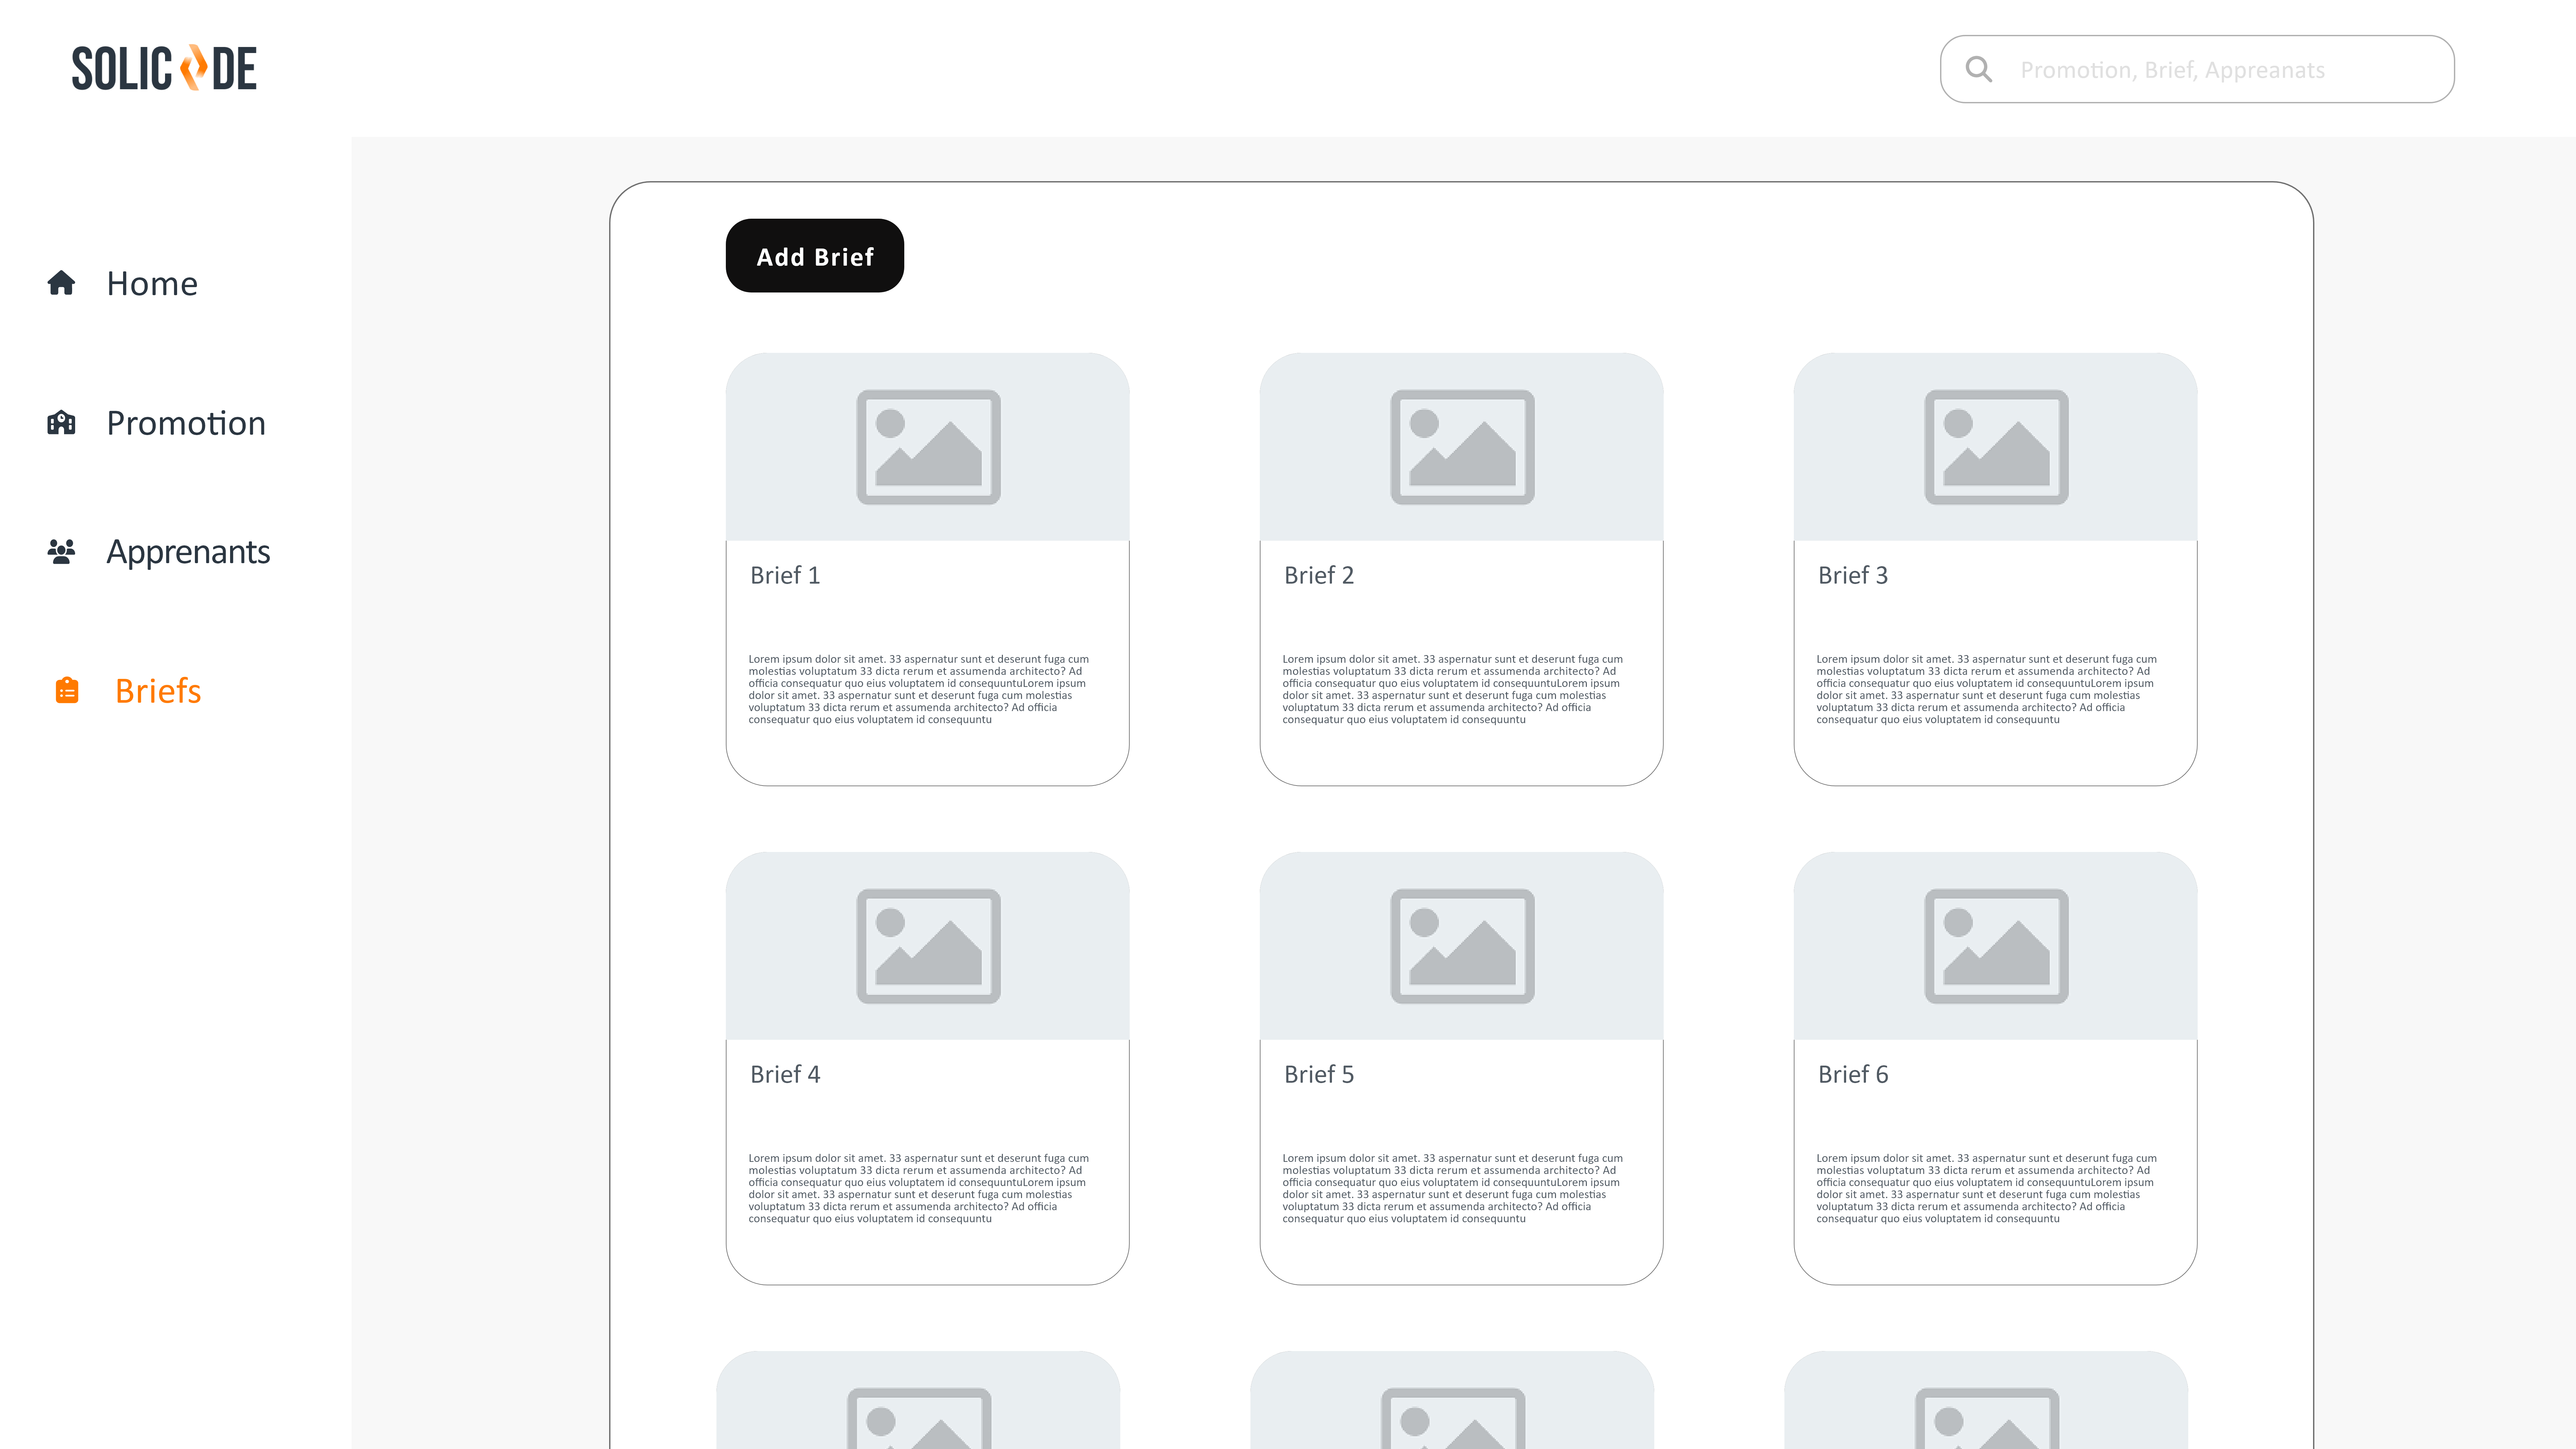 SOLICODE
Promotion, Brief, Appreanats
Home
Promotion
Apprenants
Briefs
Add Brief
Brief 1
Lorem ipsum dolor sit amet. 33 aspernatur sunt et deserunt fuga cum
molestias voluptatum 33 dicta rerum et assumenda architecto? Ad
officia consequatur quo eius voluptatem id consequuntuLorem ipsum
dolor sit amet. 33 aspernatur sunt et deserunt fuga cum molestias
voluptatum 33 dicta rerum et assumenda architecto? Ad officia
consequatur quo eius voluptatem id consequuntu
Brief 2
Lorem ipsum dolor sit amet. 33 aspernatur sunt et deserunt fuga cum
molestias voluptatum 33 dicta rerum et assumenda architecto? Ad
officia consequatur quo eius voluptatem id consequuntuLorem ipsum
dolor sit amet. 33 aspernatur sunt et deserunt fuga cum molestias
voluptatum 33 dicta rerum et assumenda architecto? Ad officia
consequatur quo eius voluptatem id consequuntu
Brief 3
Lorem ipsum dolor sit amet. 33 aspernatur sunt et deserunt fuga cum
molestias voluptatum 33 dicta rerum et assumenda architecto? Ad
officia consequatur quo eius voluptatem id consequuntuLorem ipsum
dolor sit amet. 33 aspernatur sunt et deserunt fuga cum molestias
voluptatum 33 dicta rerum et assumenda architecto? Ad officia
consequatur quo eius voluptatem id consequuntu
Brief 4
Lorem ipsum dolor sit amet. 33 aspernatur sunt et deserunt fuga cum
molestias voluptatum 33 dicta rerum et assumenda architecto? Ad
officia consequatur quo eius voluptatem id consequuntuLorem ipsum
dolor sit amet. 33 aspernatur sunt et deserunt fuga cum molestias
voluptatum 33 dicta rerum et assumenda architecto? Ad officia
consequatur quo eius voluptatem id consequuntu
Brief 5
Lorem ipsum dolor sit amet. 33 aspernatur sunt et deserunt fuga cum
molestias voluptatum 33 dicta rerum et assumenda architecto? Ad
officia consequatur quo eius voluptatem id consequuntuLorem ipsum
dolor sit amet. 33 aspernatur sunt et deserunt fuga cum molestias
voluptatum 33 dicta rerum et assumenda architecto? Ad officia
consequatur quo eius voluptatem id consequuntu
Brief 6
Lorem ipsum dolor sit amet. 33 aspernatur sunt et deserunt fuga cum
molestias voluptatum 33 dicta rerum et assumenda architecto? Ad
officia consequatur quo eius voluptatem id consequuntuLorem ipsum
dolor sit amet. 33 aspernatur sunt et deserunt fuga cum molestias
voluptatum 33 dicta rerum et assumenda architecto? Ad officia
consequatur quo eius voluptatem id consequuntu